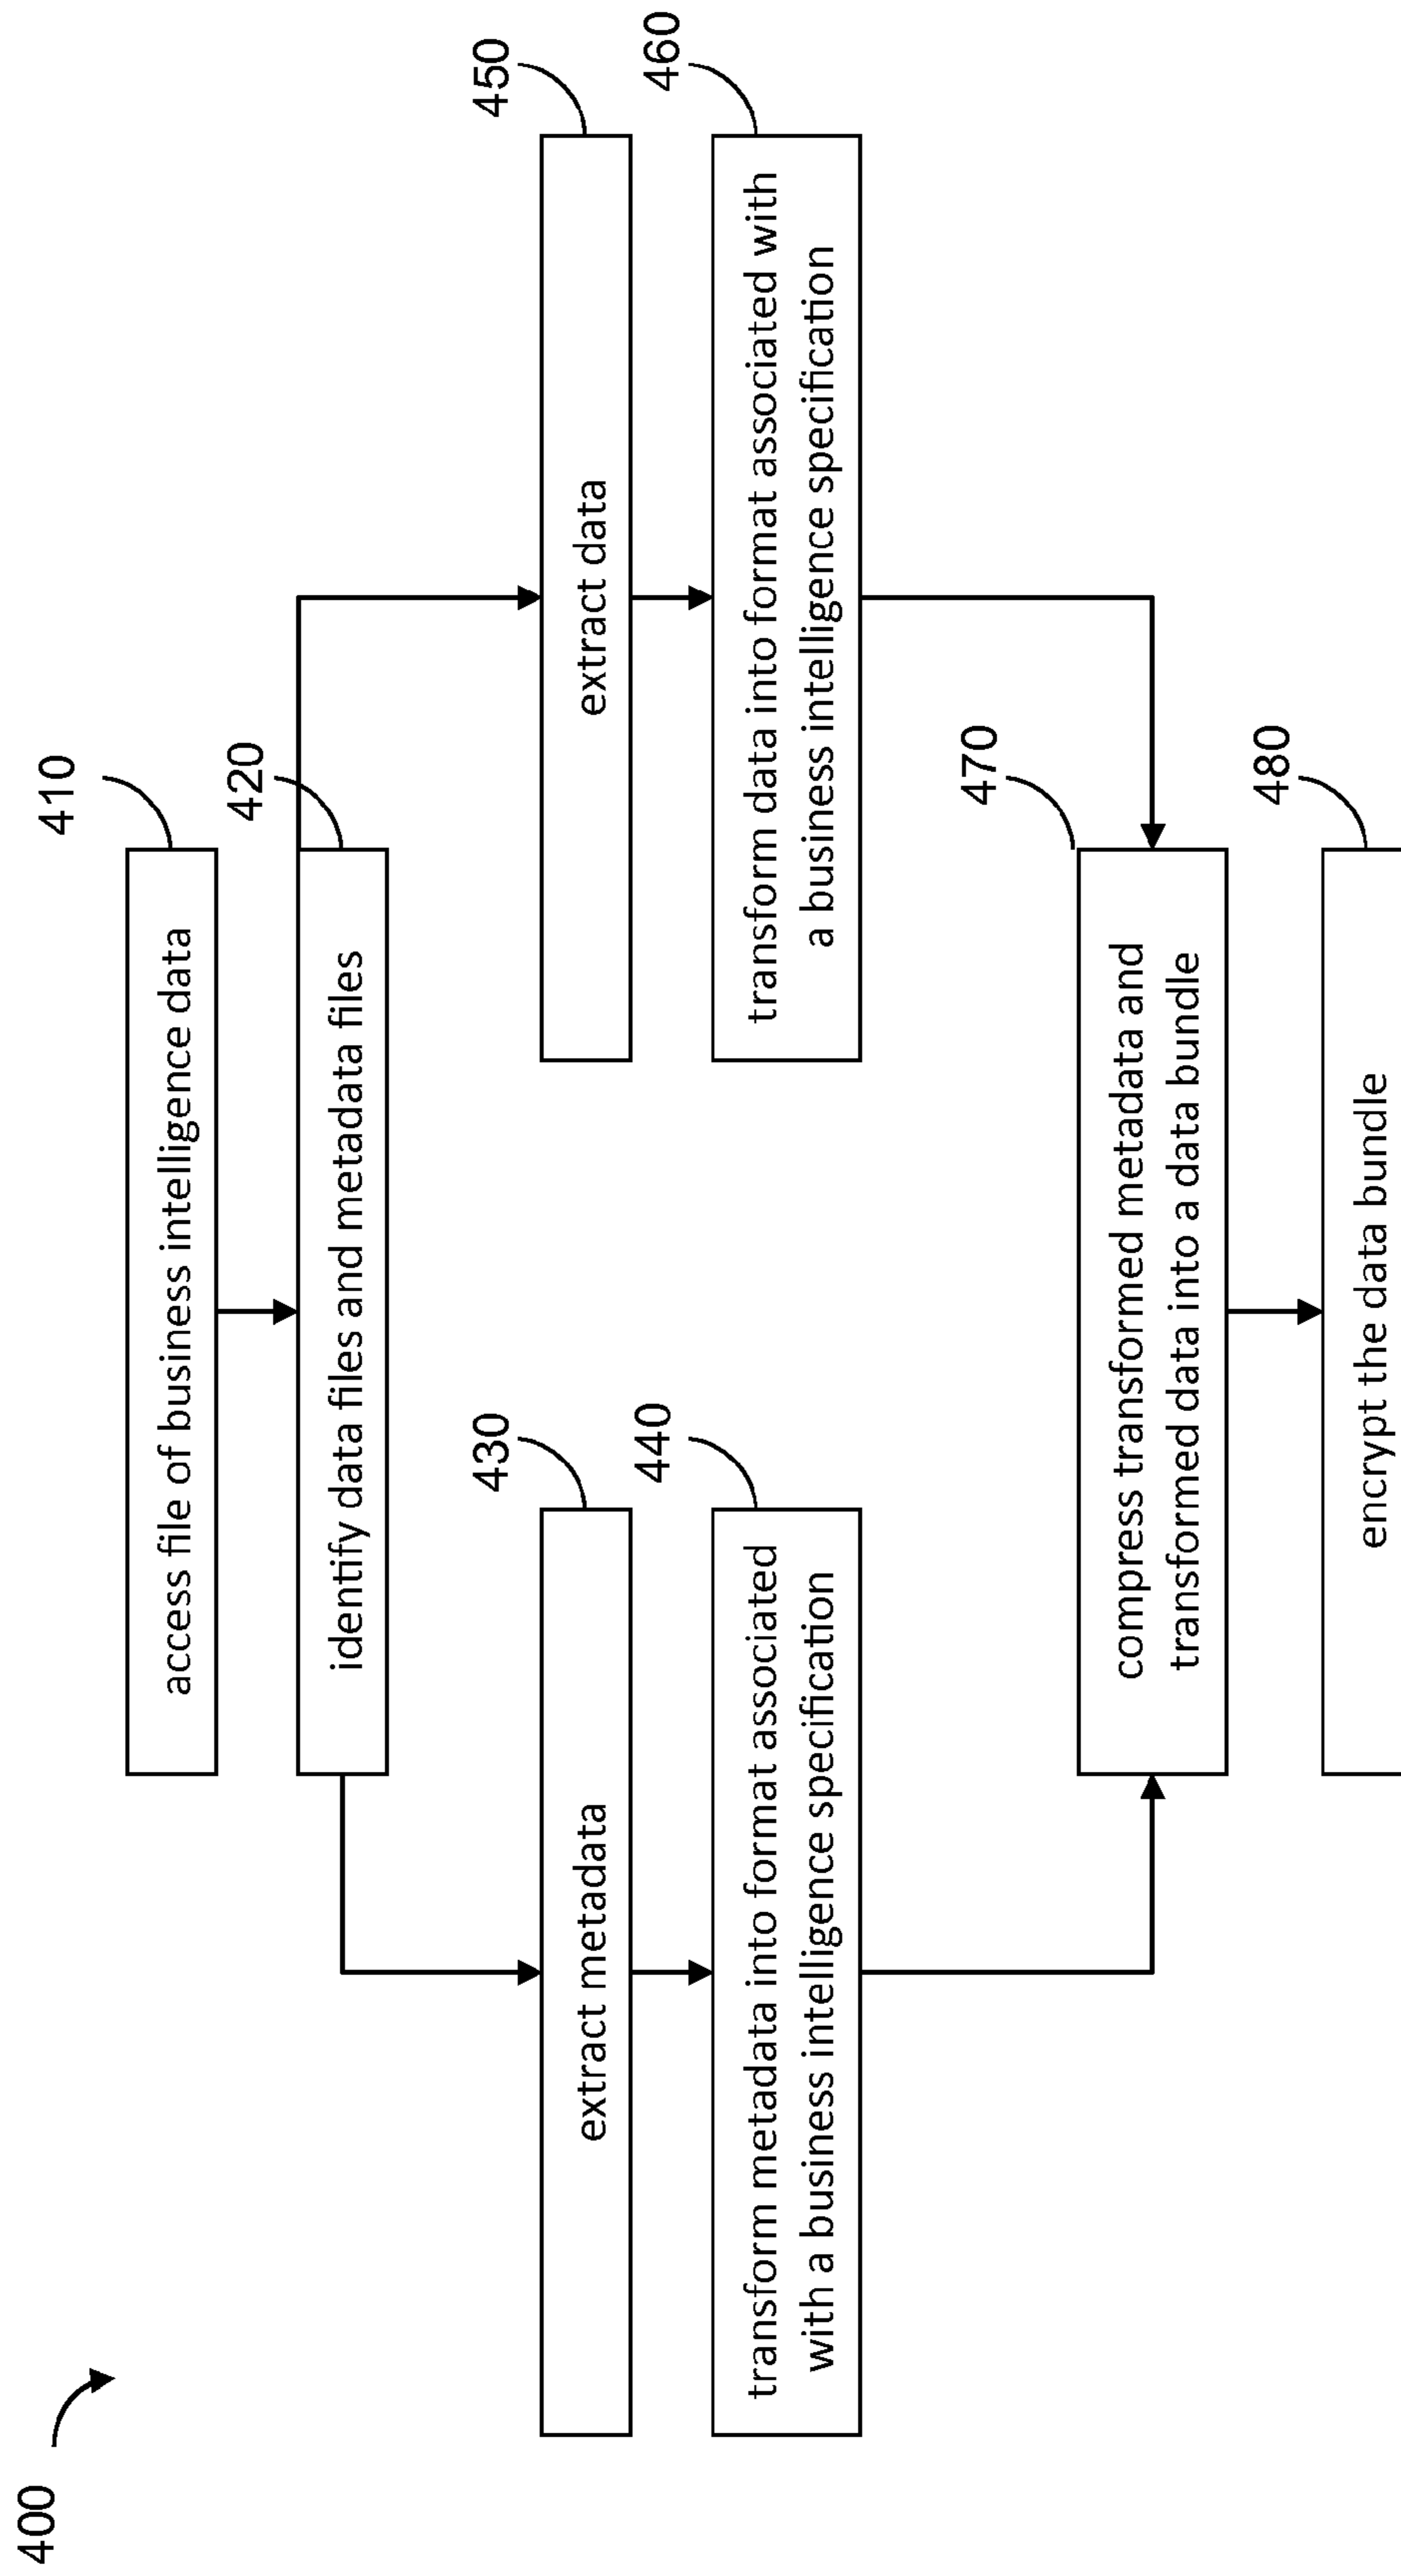 400
410
access file of business intelligence data
420
identify data files and metadata files
430
extract metadata
440
transform metadata into format associated
with a business intelligence specification
450
extract data
460
transform data into format associated with
a business intelligence specification
470
compress transformed metadata and
transformed data into a data bundle
480
encrypt the data bundle